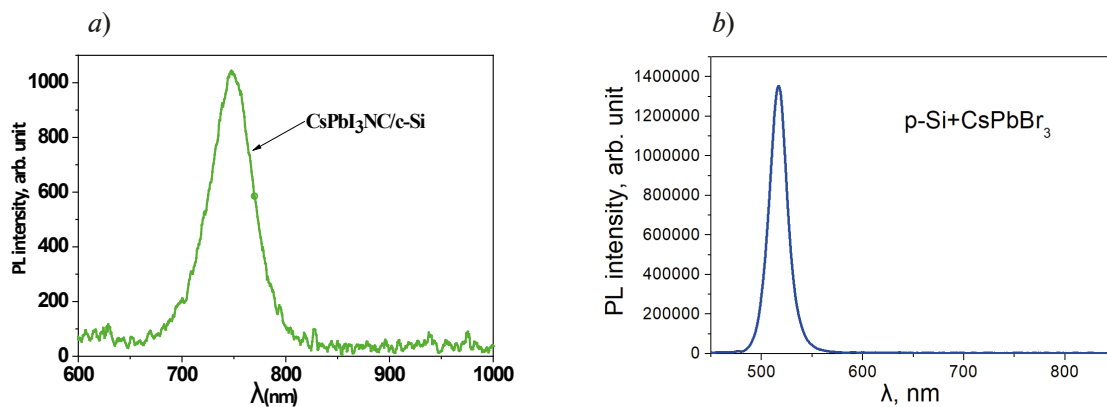 a)
PL intensity, arb. unit
1000
800
600
400
200
0
600
700
800
900
1000
λ(nm)
CsPbI₃NC/c-Si
b)
PL intensity, arb. unit
1400000
1200000
1000000
800000
600000
400000
200000
0
500
600
700
800
λ, nm
p-Si+CsPbBr₃